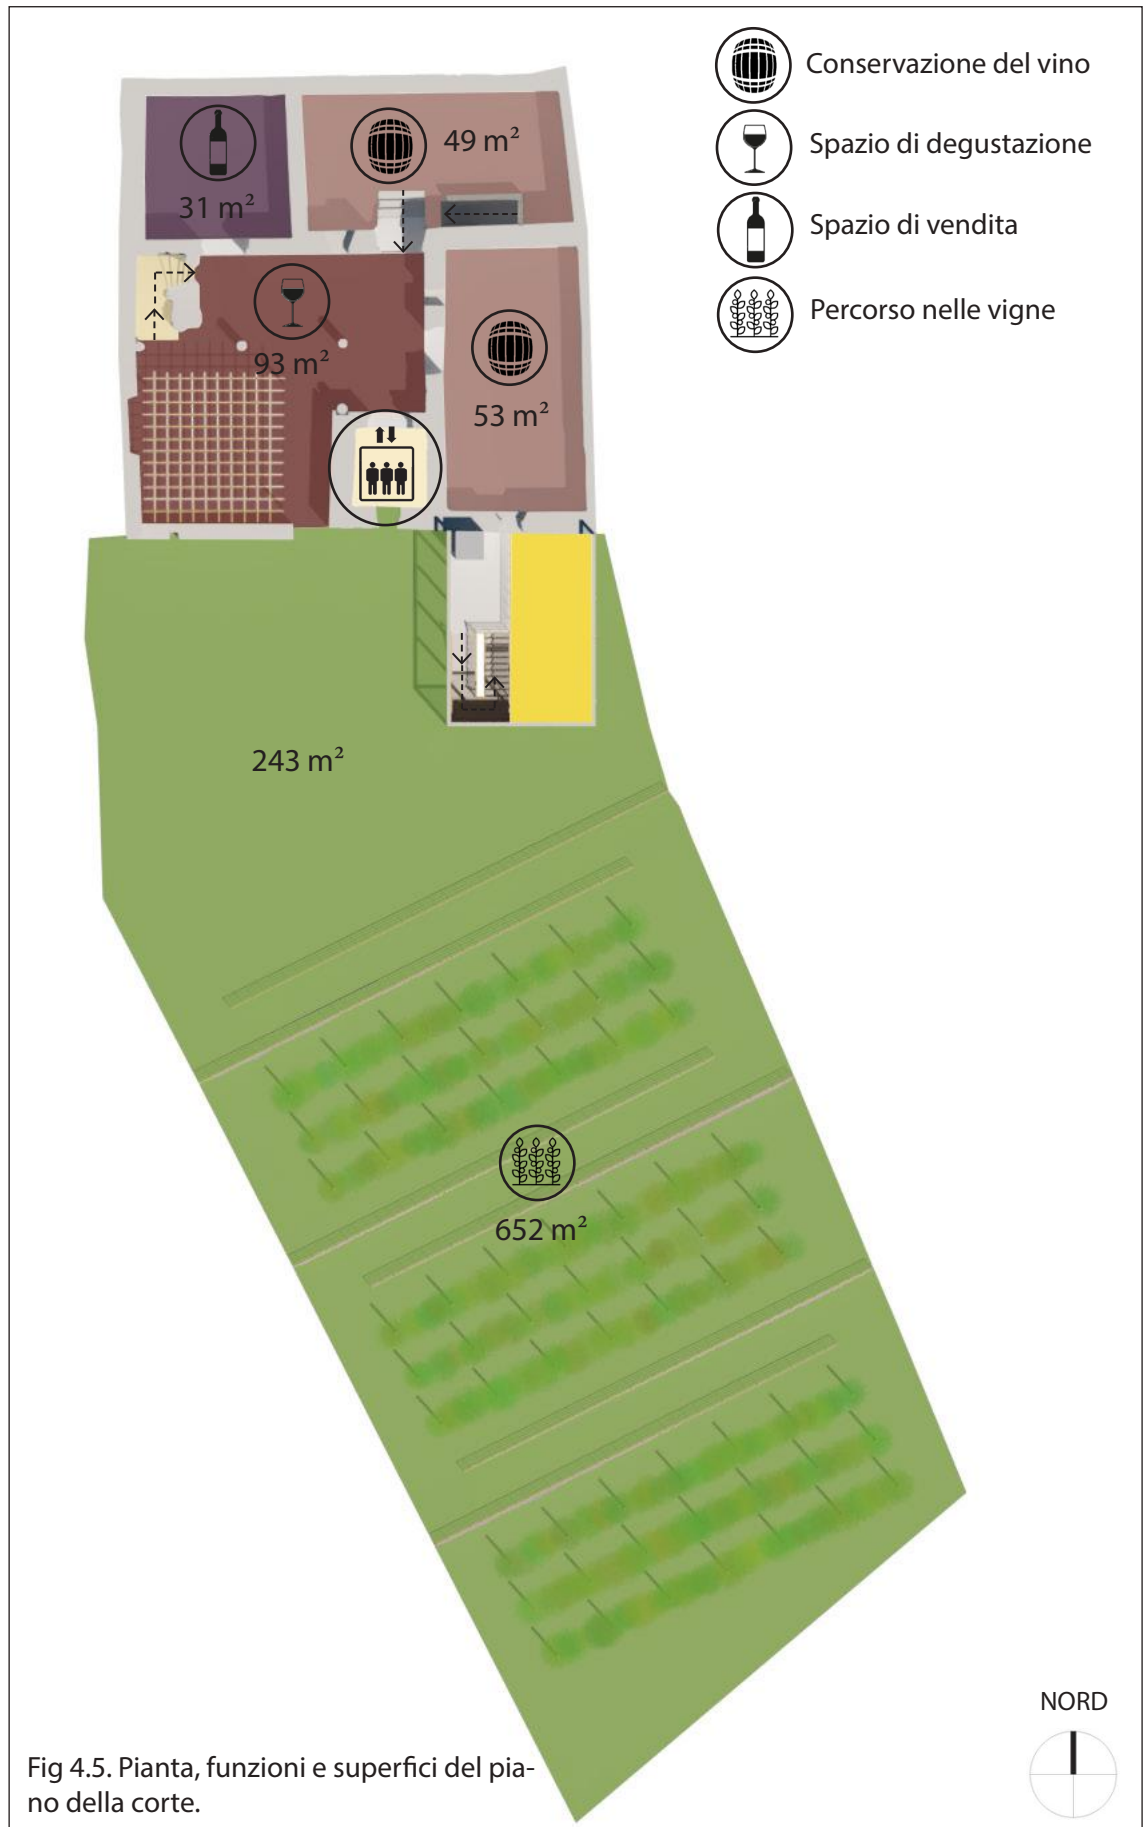 Conservazione del vino
Spazio di degustazione
Spazio di vendita
Percorso nelle vigne
49 m²
31 m²
93 m²
53 m²
243 m²
652 m²
NORD
Fig 4.5. Pianta, funzioni e superfici del pia-
no della corte.